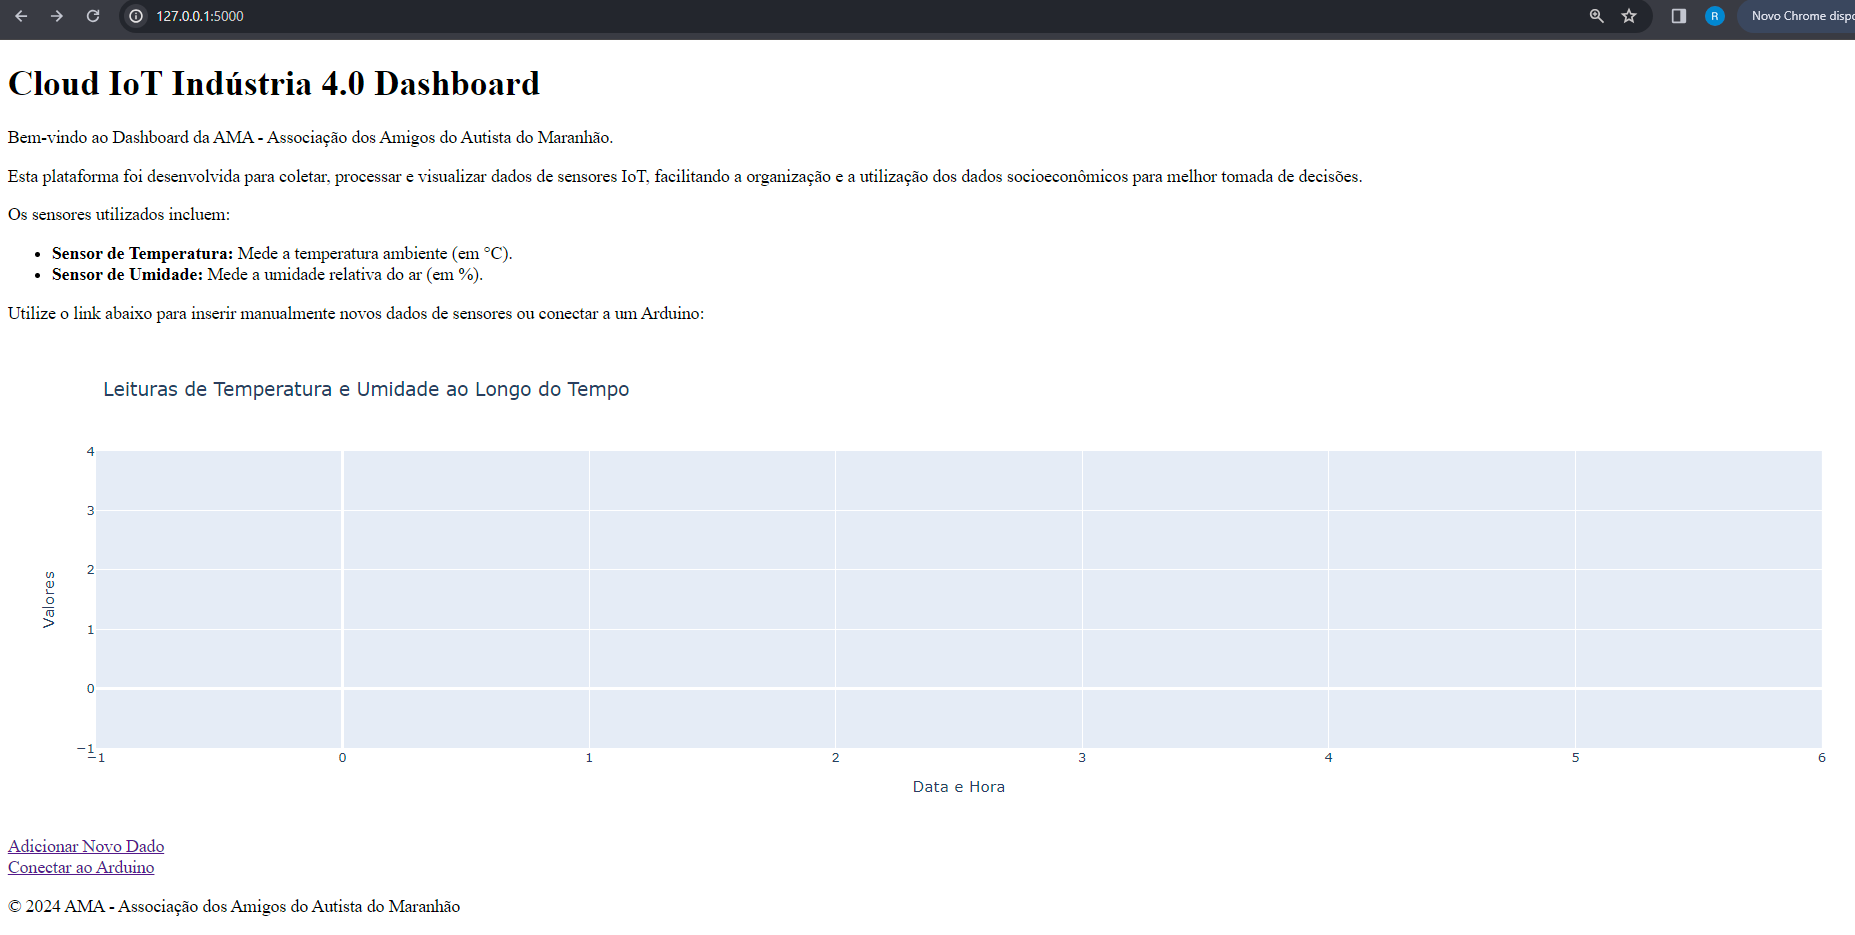 127.0.0.1:5000
R
Novo Chrome dispo
Cloud IoT Indústria 4.0 Dashboard
Bem-vindo ao Dashboard da AMA - Associação dos Amigos do Autista do Maranhão.
Esta plataforma foi desenvolvida para coletar, processar e visualizar dados de sensores IoT, facilitando a organização e a utilização dos dados socioeconômicos para melhor tomada de decisões.
Os sensores utilizados incluem:
• Sensor de Temperatura: Mede a temperatura ambiente (em °C).
• Sensor de Umidade: Mede a umidade relativa do ar (em %).
Utilize o link abaixo para inserir manualmente novos dados de sensores ou conectar a um Arduino:
Leituras de Temperatura e Umidade ao Longo do Tempo
4
3
2
1
0
−1
Valores
−1 0 1 2 3 4 5 6
Data e Hora
Adicionar Novo Dado
Conectar ao Arduino
© 2024 AMA - Associação dos Amigos do Autista do Maranhão